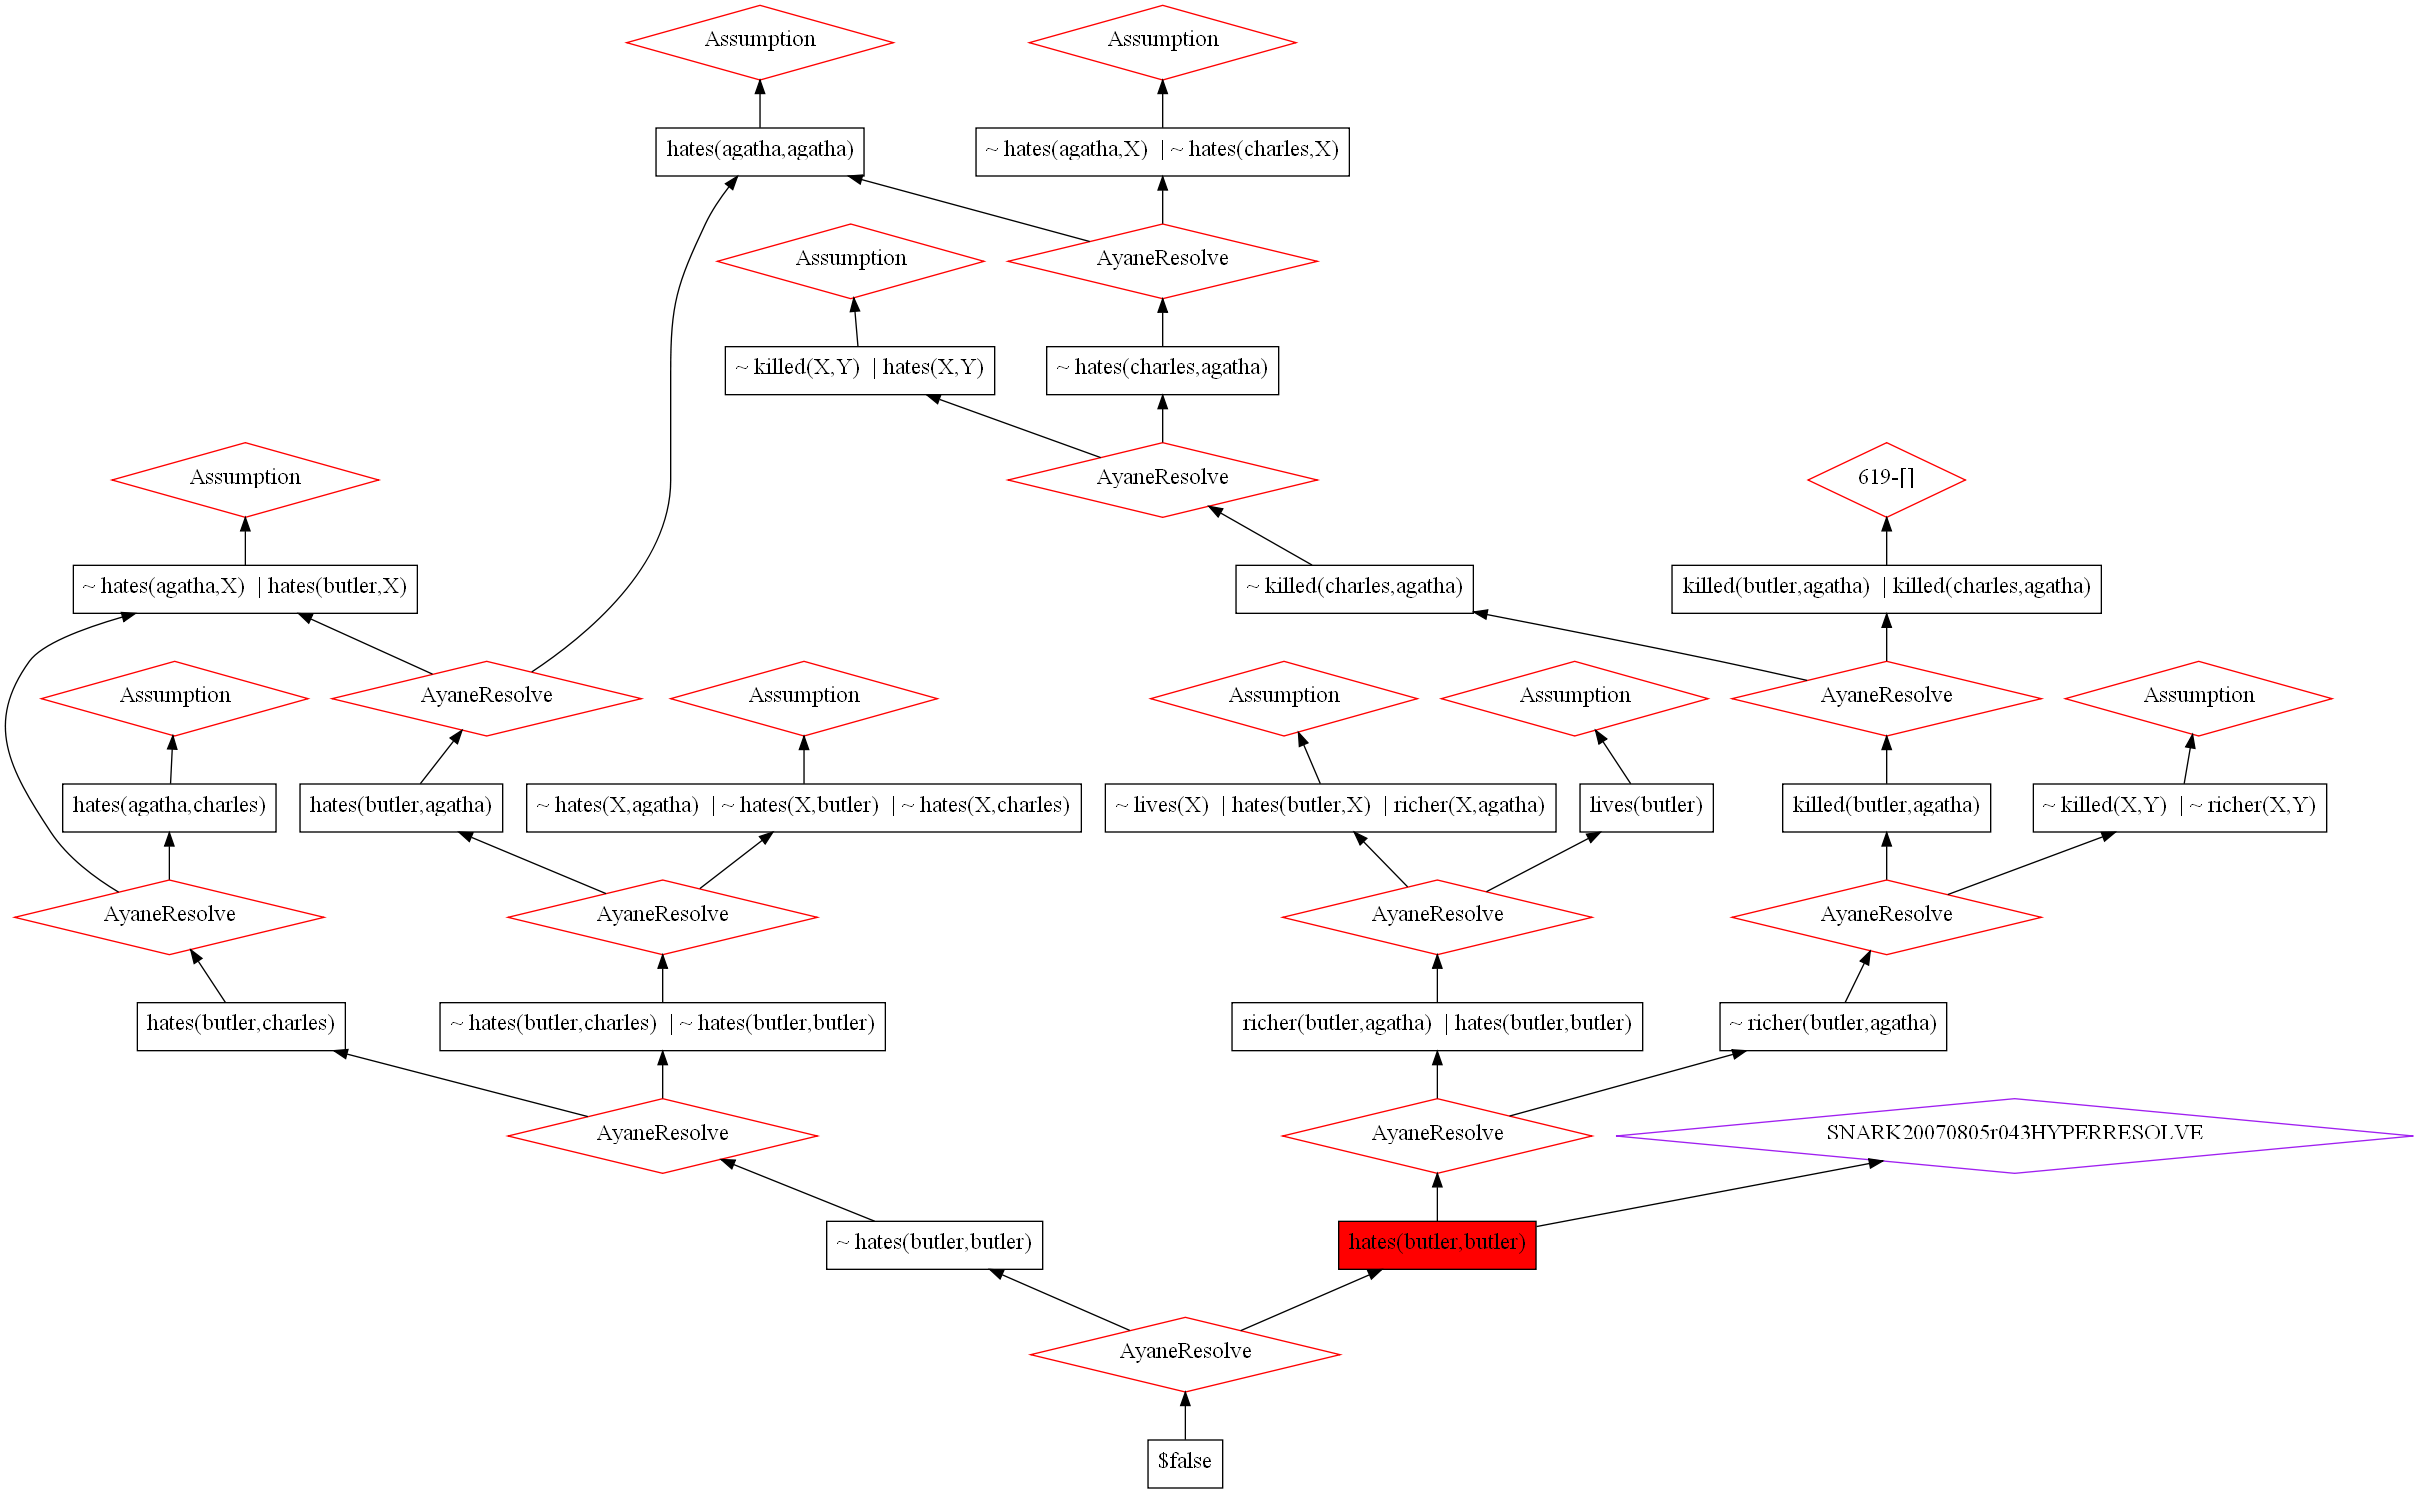 Assumption
Assumption
hates(agatha,agatha)
~ hates(agatha,X) | ~ hates(charles,X)
Assumption
AyaneResolve
~ killed(X,Y) | hates(X,Y)
~ hates(charles,agatha)
Assumption
AyaneResolve
619-[]
~ hates(agatha,X) | hates(butler,X)
~ killed(charles,agatha)
killed(butler,agatha) | killed(charles,agatha)
Assumption
AyaneResolve
Assumption
Assumption
Assumption
AyaneResolve
Assumption
hates(agatha,charles)
hates(butler,agatha)
~ hates(X,agatha) | ~ hates(X,butler) | ~ hates(X,charles)
~ lives(X) | hates(butler,X) | richer(X,agatha)
lives(butler)
killed(butler,agatha)
~ killed(X,Y) | ~ richer(X,Y)
AyaneResolve
AyaneResolve
AyaneResolve
AyaneResolve
hates(butler,charles)
~ hates(butler,charles) | ~ hates(butler,butler)
richer(butler,agatha) | hates(butler,butler)
~ richer(butler,agatha)
AyaneResolve
AyaneResolve
SNARK20070805r043HYPERRESOLVE
~ hates(butler,butler)
hates(butler,butler)
AyaneResolve
$false